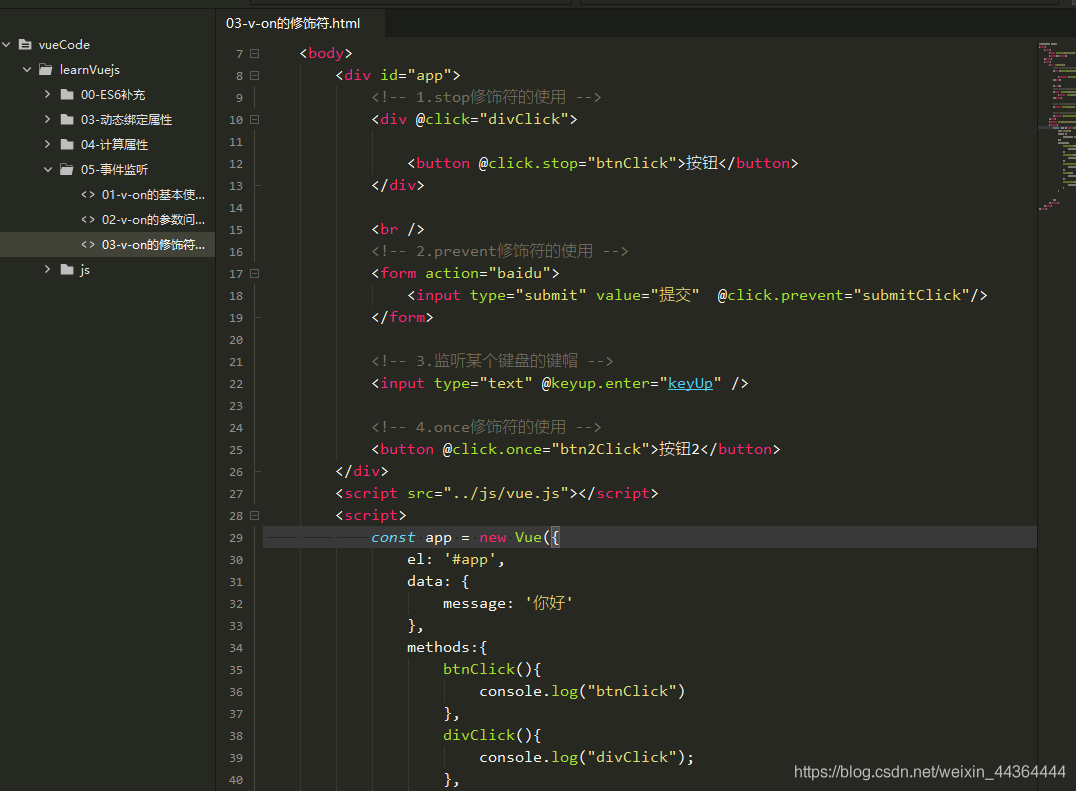 03-v-on的修饰符.html
vueCode
learnVuejs
00-ES6补充
03-动态绑定属性
04-计算属性
05-事件监听
01-v-on的基本使...
02-v-on的参数问...
03-v-on的修饰符...
js
7 <body>
8 <div id="app">
9 <!-- 1.stop修饰符的使用 -->
10 <div @click="divClick">
11
12 <button @click.stop="btnClick">按钮</button>
13 </div>
14
15 <br />
16 <!-- 2.prevent修饰符的使用 -->
17 <form action="baidu">
18 <input type="submit" value="提交"  @click.prevent="submitClick"/>
19 </form>
20
21 <!-- 3.监听某个键盘的键帽 -->
22 <input type="text" @keyup.enter="keyUp" />
23
24 <!-- 4.once修饰符的使用 -->
25 <button @click.once="btn2Click">按钮2</button>
26 </div>
27 <script src="../js/vue.js"></script>
28 <script>
29 const app = new Vue({
30 el: '#app',
31 data: {
32 message: '你好'
33 },
34 methods:{
35 btnClick(){
36 console.log("btnClick")
37 },
38 divClick(){
39 console.log("divClick");
40 },
https://blog.csdn.net/weixin_44364444